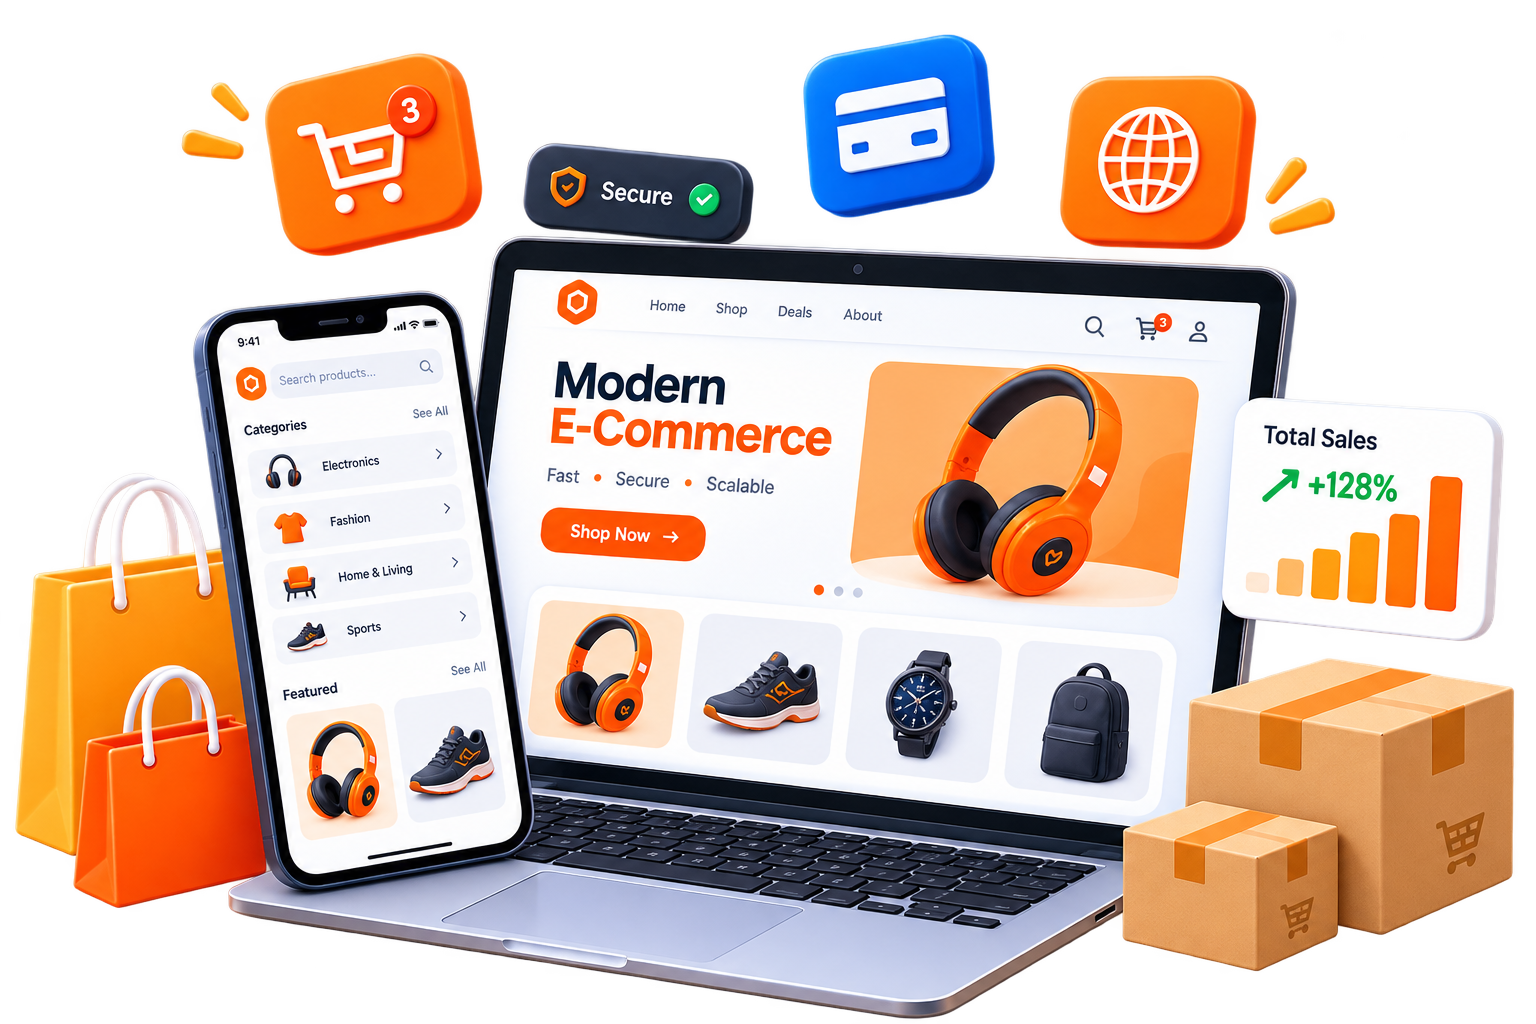 3
Secure
Home
Shop
Deals
About
3
Modern
E-Commerce
Fast • Secure • Scalable
Shop Now →
9:41
Search products...
Categories
See All
Electronics
Fashion
Home & Living
Sports
Featured
See All
Total Sales
+128%